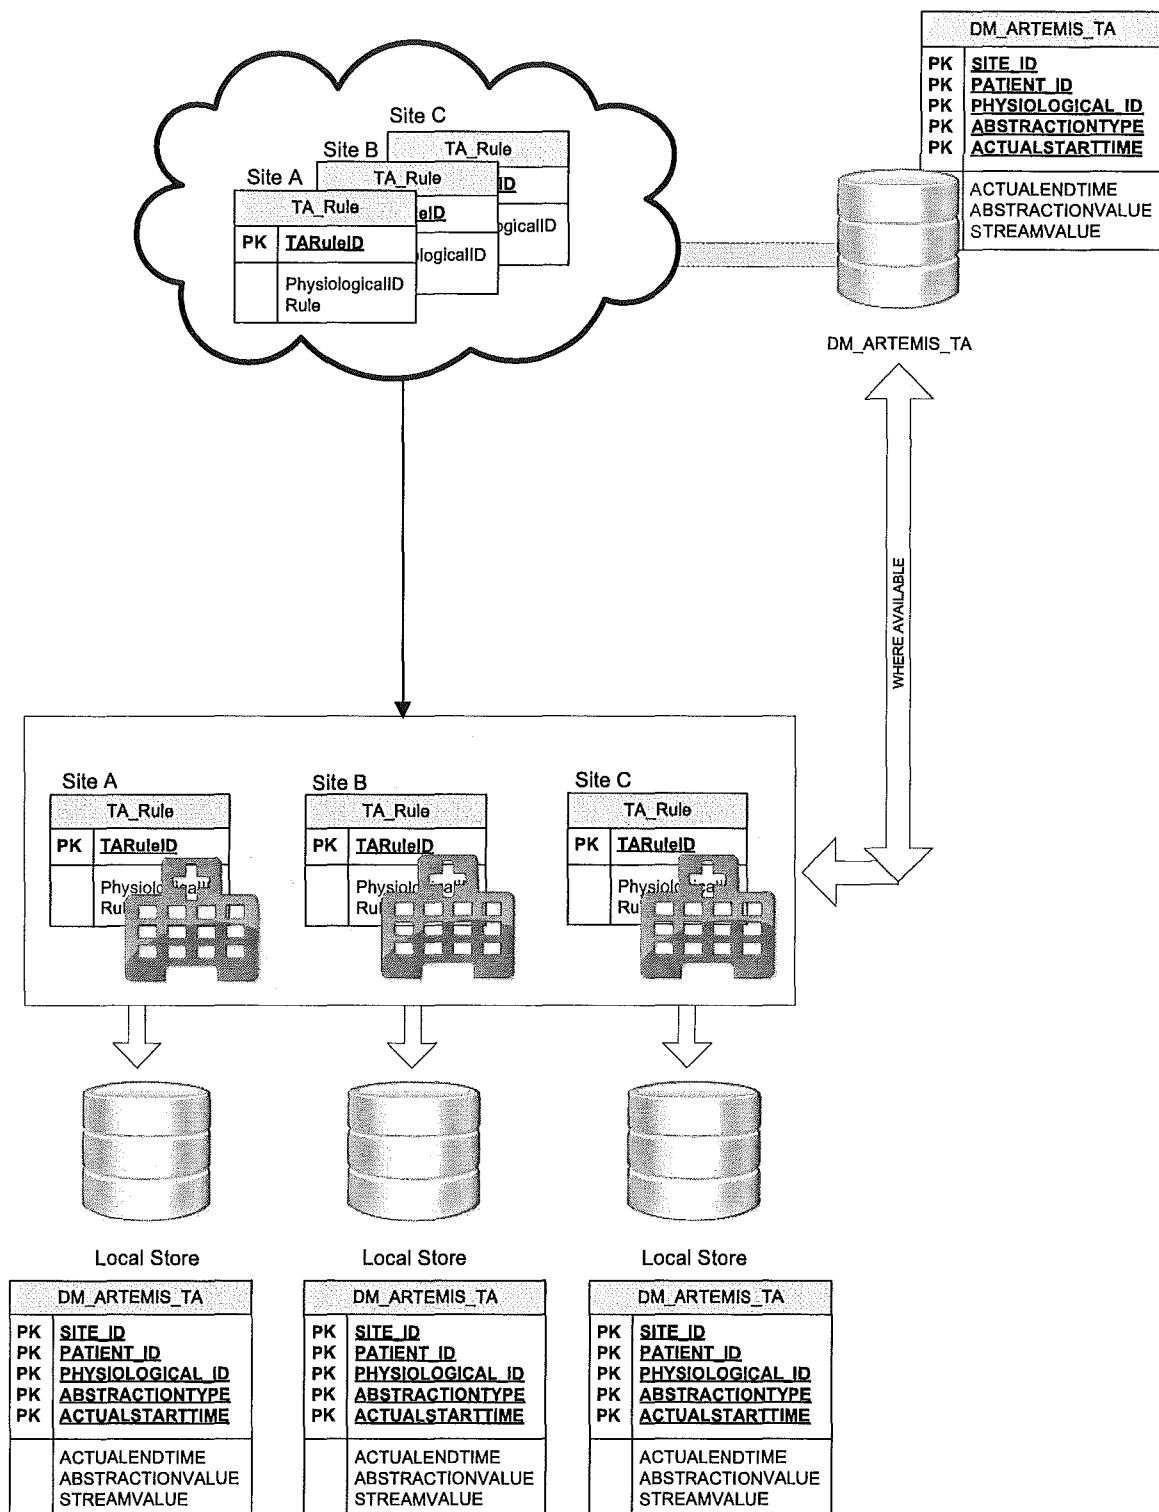 DM_ARTEMIS_TA
PK SITE_ID
PK PATIENT_ID
PK PHYSIOLOGICAL_ID
PK ABSTRACTIONTYPE
PK ACTUALSTARTTIME
ACTUALENDTIME
ABSTRACTIONVALUE
STREAMVALUE
DM_ARTEMIS_TA
Site C
TA_Rule
ID
ogicalID
Site B
TA_Rule
eID
ologicalID
Site A
TA_Rule
PK TARuleID
PhysiologicalID
Rule
WHERE AVAILABLE
Site A
TA_Rule
PK TARuleID
Site B
TA_Rule
PK TARuleID
Site C
TA_Rule
PK TARuleID
Local Store
DM_ARTEMIS_TA
PK SITE_ID
PK PATIENT_ID
PK PHYSIOLOGICAL_ID
PK ABSTRACTIONTYPE
PK ACTUALSTARTTIME
ACTUALENDTIME
ABSTRACTIONVALUE
STREAMVALUE
Local Store
DM_ARTEMIS_TA
PK SITE_ID
PK PATIENT_ID
PK PHYSIOLOGICAL_ID
PK ABSTRACTIONTYPE
PK ACTUALSTARTTIME
ACTUALENDTIME
ABSTRACTIONVALUE
STREAMVALUE
Local Store
DM_ARTEMIS_TA
PK SITE_ID
PK PATIENT_ID
PK PHYSIOLOGICAL_ID
PK ABSTRACTIONTYPE
PK ACTUALSTARTTIME
ACTUALENDTIME
ABSTRACTIONVALUE
STREAMVALUE